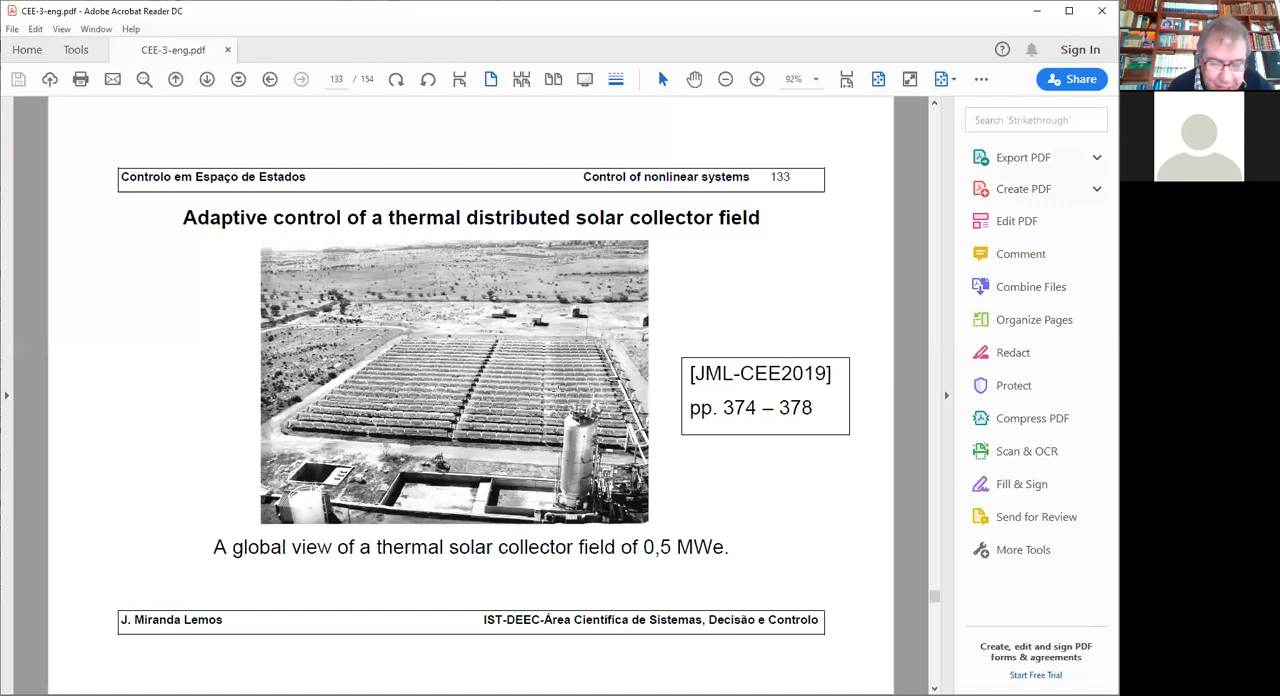 CEE-3-eng.pdf - Adobe Acrobat Reader DC
File Edit View Window Help
Home Tools CEE-3-eng.pdf × Sign In
133 / 154 92% Share
Search 'Strikethrough'
Export PDF
Create PDF
Edit PDF
Comment
Combine Files
Organize Pages
Redact
Protect
Compress PDF
Scan & OCR
Fill & Sign
Send for Review
More Tools
Create, edit and sign PDF
forms & agreements
Start Free Trial
Controlo em Espaço de Estados Control of nonlinear systems 133
Adaptive control of a thermal distributed solar collector field
[JML-CEE2019]
pp. 374 – 378
A global view of a thermal solar collector field of 0,5 MWe.
J. Miranda Lemos IST-DEEC-Área Científica de Sistemas, Decisão e Controlo